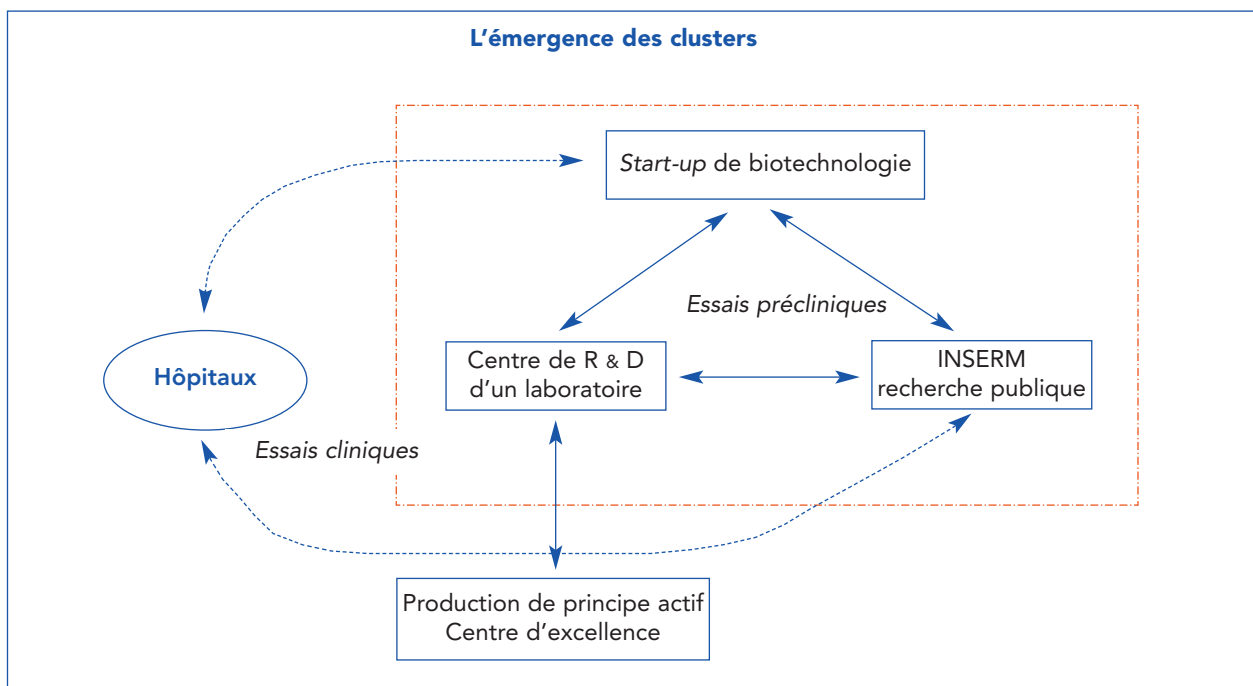 L'émergence des clusters
Start-up de biotechnologie
Essais précliniques
Centre de R & D
d'un laboratoire
INSERM
recherche publique
Hôpitaux
Essais cliniques
Production de principe actif
Centre d'excellence